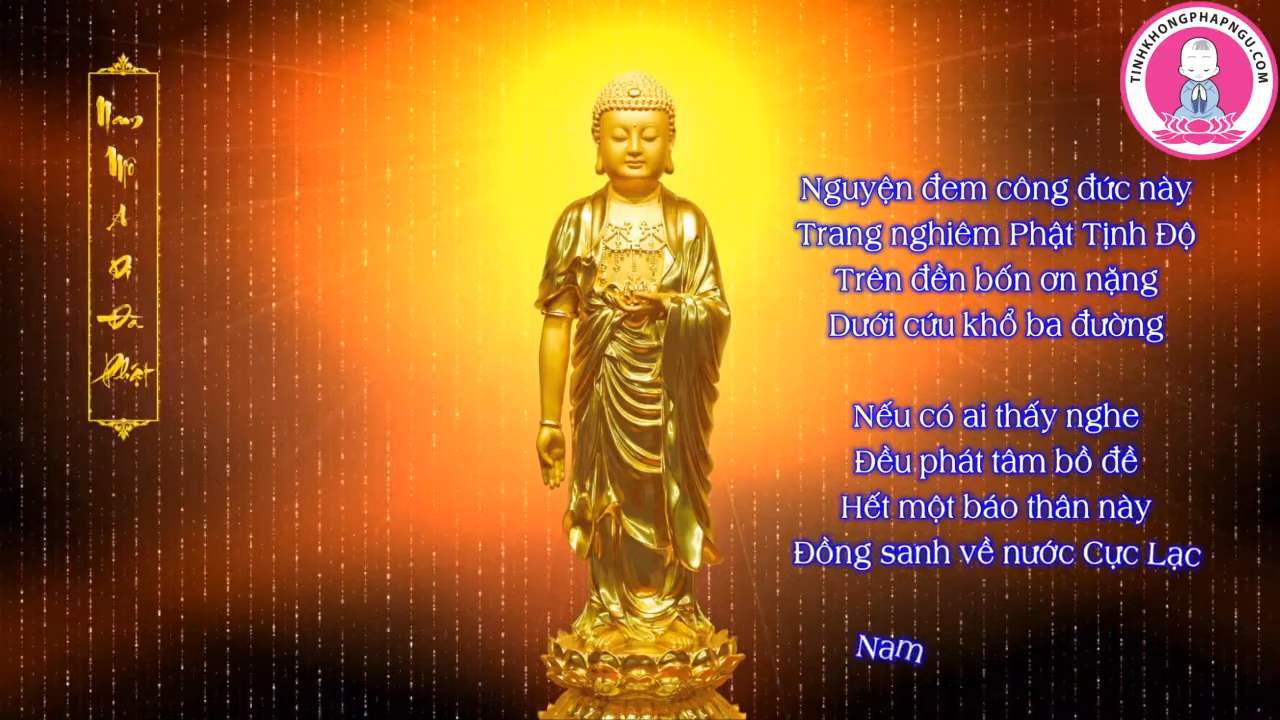 Nam
Mô
A
Di
Đà
Phật
TINHKHONGPHAPNGU.COM
Nguyện đem công đức này
Trang nghiêm Phật Tịnh Độ
Trên đền bốn ơn nặng
Dưới cứu khổ ba đường
Nếu có ai thấy nghe
Đều phát tâm bồ đề
Hết một báo thân này
Đồng sanh về nước Cực Lạc
Nam